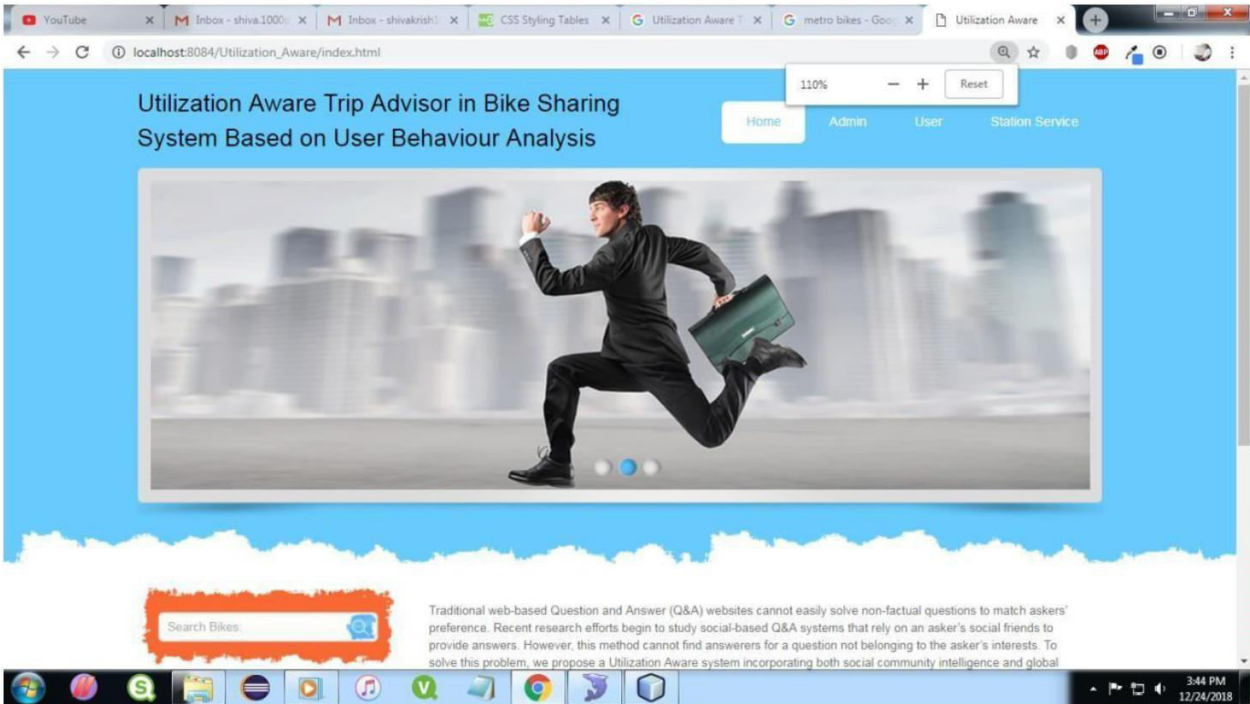 YouTube
Inbox - shiva.1000p
Inbox - shivakrish1
CSS Styling Tables
Utilization Aware T
metro bikes - Goog
Utilization Aware
localhost:8084/Utilization_Aware/index.html
ABP
110%
Reset
Utilization Aware Trip Advisor in Bike Sharing
System Based on User Behaviour Analysis
Home
Admin
User
Station Service
Search Bikes:
Traditional web-based Question and Answer (Q&A) websites cannot easily solve non-factual questions to match askers'
preference. Recent research efforts begin to study social-based Q&A systems that rely on an asker's social friends to
provide answers. However, this method cannot find answerers for a question not belonging to the asker's interests. To
solve this problem, we propose a Utilization Aware system incorporating both social community intelligence and global
3:44 PM
12/24/2018